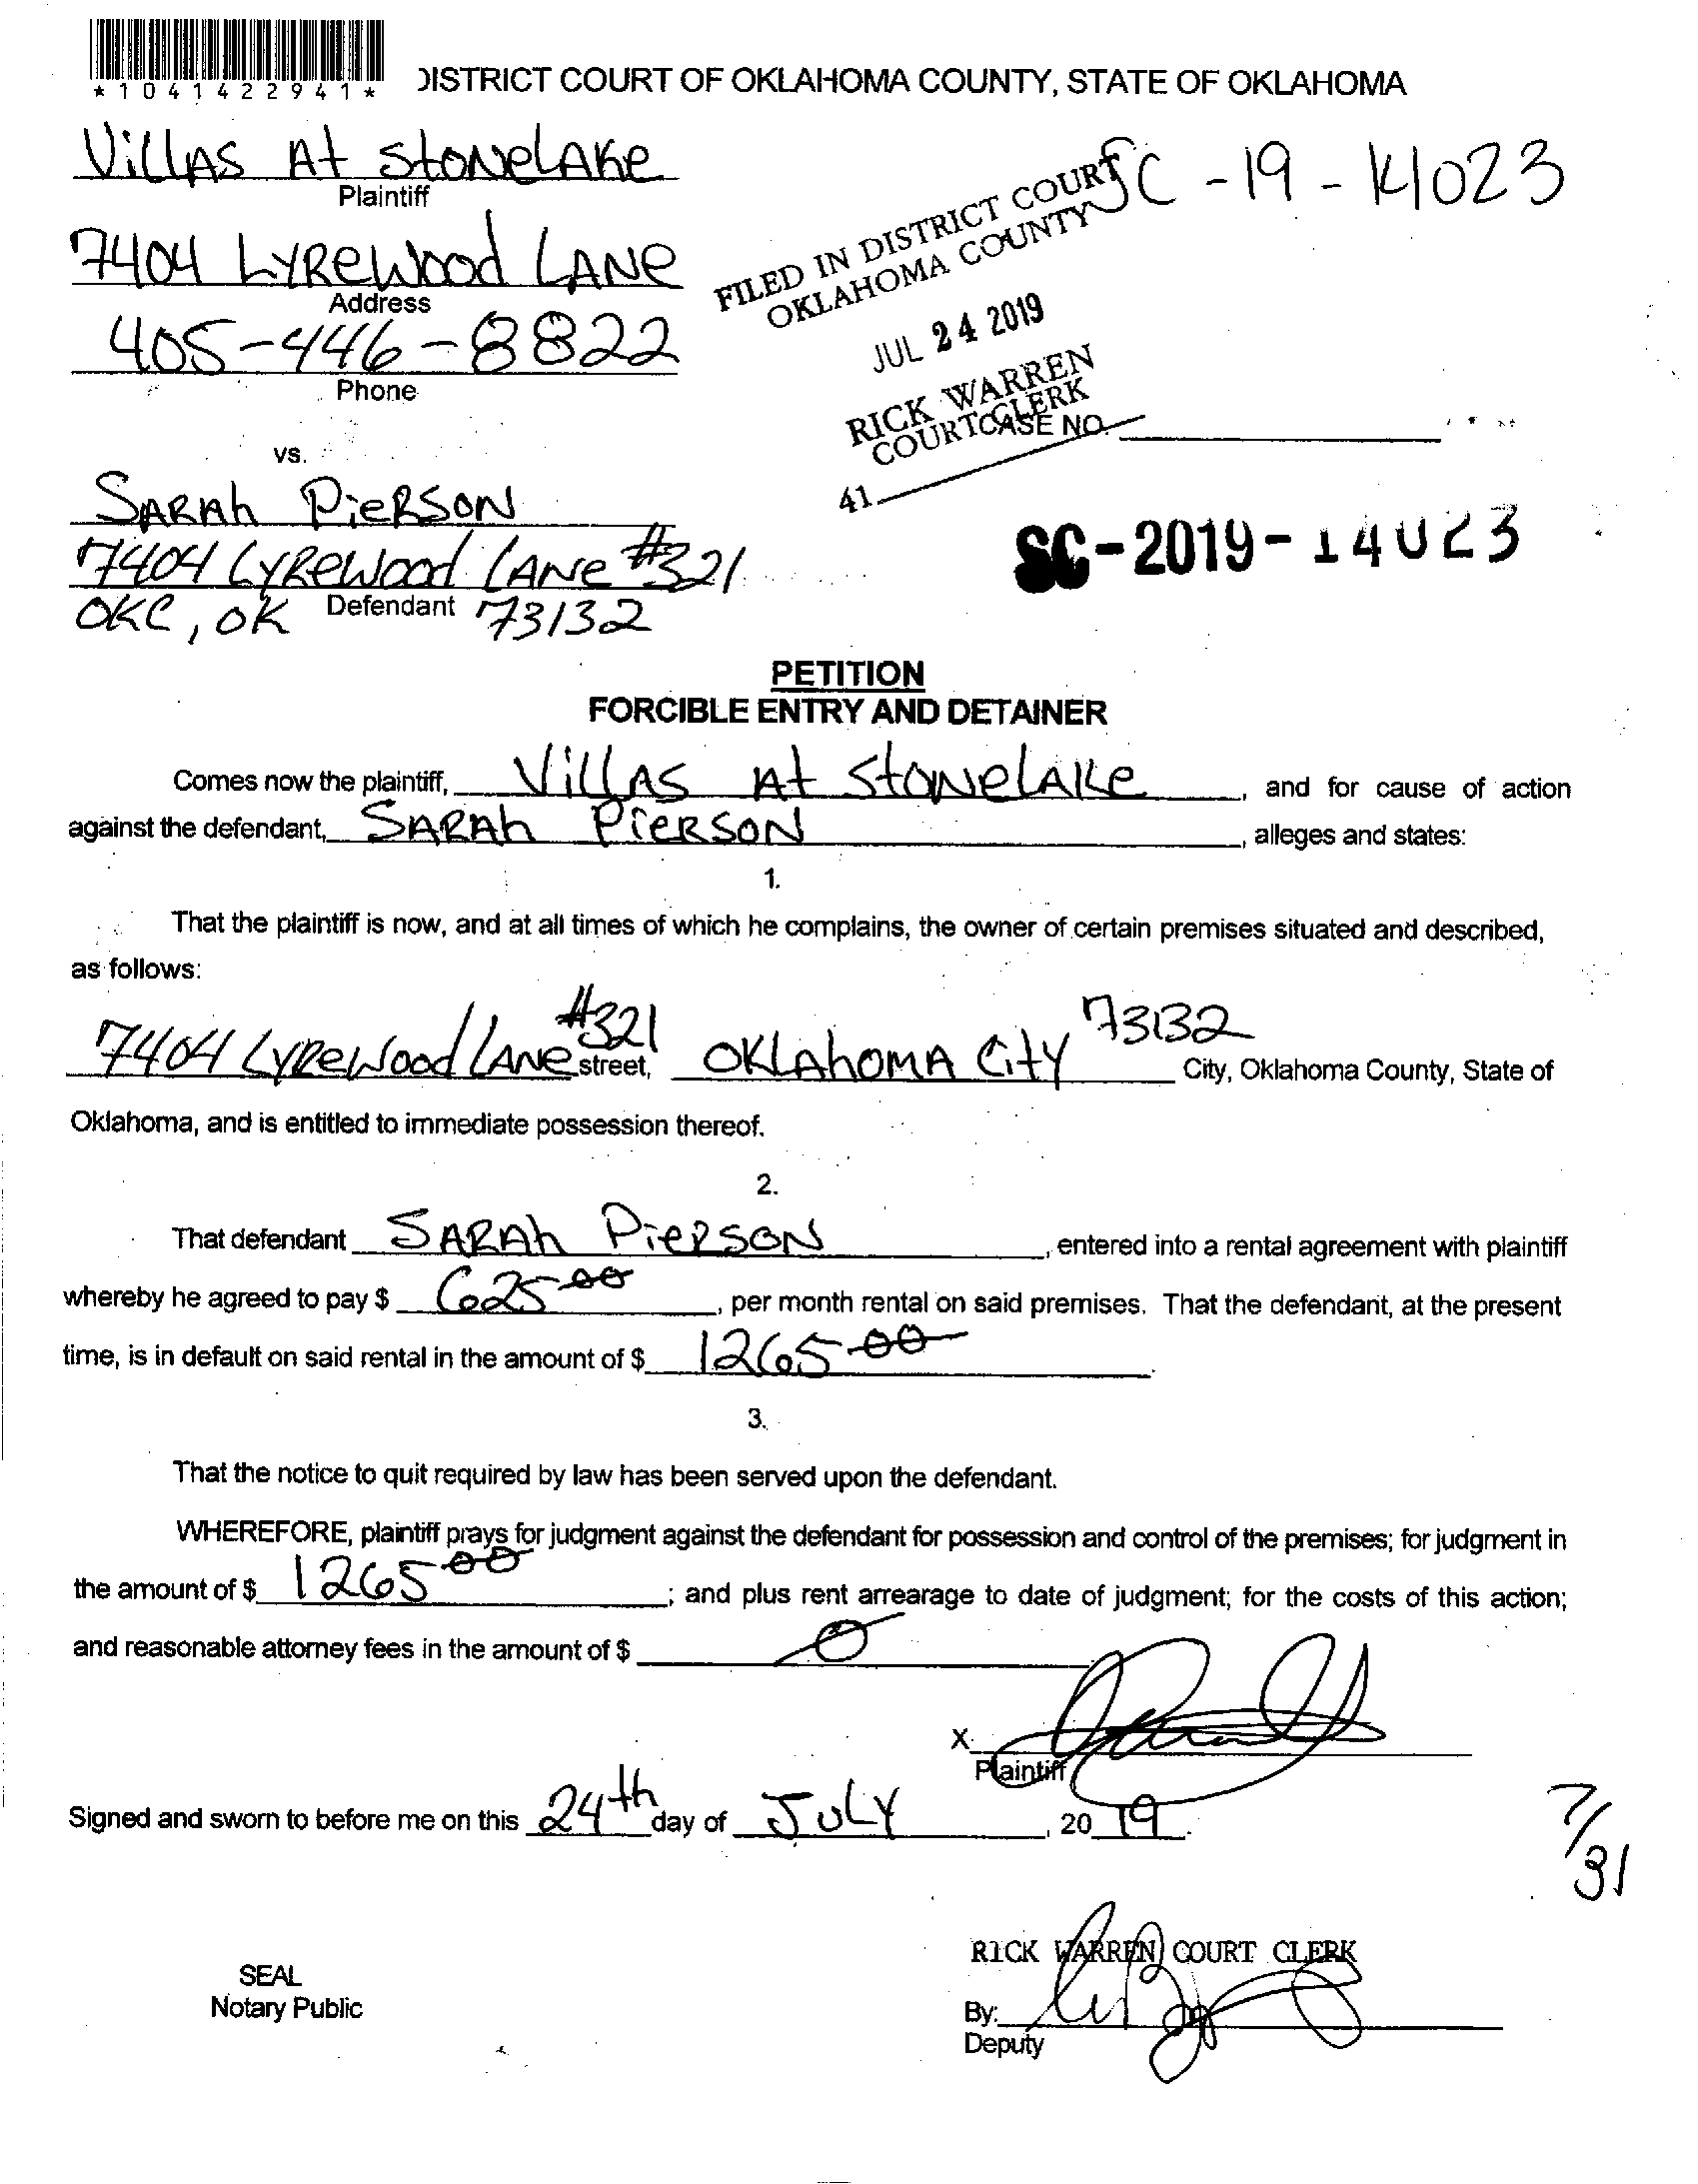 *1041422941*
DISTRICT COURT OF OKLAHOMA COUNTY, STATE OF OKLAHOMA
Villas At Stonelake
Plaintiff
SC-19-14023
7404 Lyrewood Lane
Address
FILED IN DISTRICT COURT
OKLAHOMA COUNTY
405-446-8822
Phone
JUL 24 2019
RICK WARREN
COURT CLERK
CASE NO.
41
vs.
Sarah Pierson
7404 Lyrewood Lane #321
SC-2019-14023
OKC, OK Defendant 73132
PETITION
FORCIBLE ENTRY AND DETAINER
Comes now the plaintiff, Villas At Stonelake, and for cause of action
against the defendant, Sarah Pierson, alleges and states:
1.
That the plaintiff is now, and at all times of which he complains, the owner of certain premises situated and described,
as follows:
7404 Lyrewood Lane #321 street, Oklahoma City 73132 City, Oklahoma County, State of
Oklahoma, and is entitled to immediate possession thereof.
2.
That defendant Sarah Pierson, entered into a rental agreement with plaintiff
whereby he agreed to pay $ 625.00, per month rental on said premises. That the defendant, at the present
time, is in default on said rental in the amount of $ 1265.00.
3.
That the notice to quit required by law has been served upon the defendant.
WHEREFORE, plaintiff prays for judgment against the defendant for possession and control of the premises; for judgment in
the amount of $ 1265.00; and plus rent arrearage to date of judgment; for the costs of this action;
and reasonable attorney fees in the amount of $ 0
X
Plaintiff
Signed and sworn to before me on this 24th day of July, 2019.
7/31
RICK WARREN COURT CLERK
SEAL
Notary Public
By:
Deputy